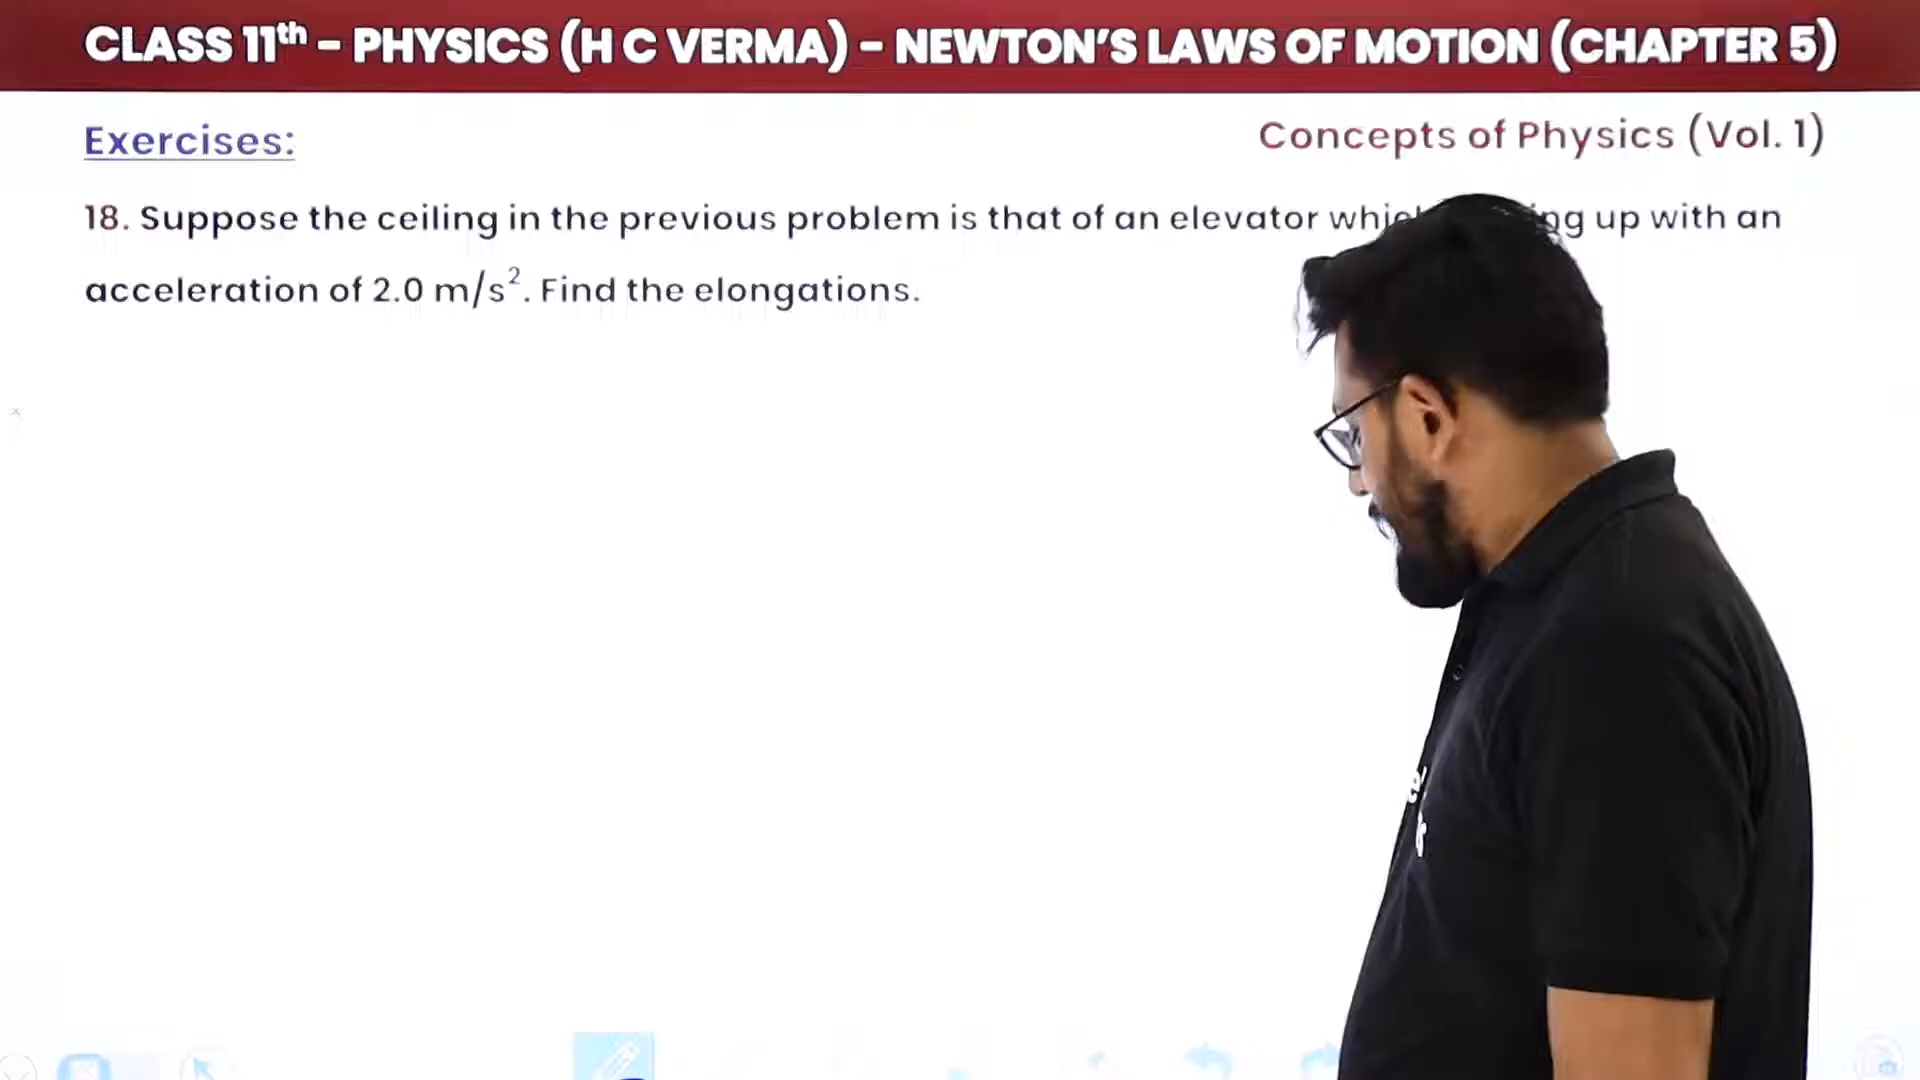 CLASS 11th – PHYSICS (H C VERMA) – NEWTON'S LAWS OF MOTION (CHAPTER 5)
Exercises:
Concepts of Physics (Vol. 1)
18. Suppose the ceiling in the previous problem is that of an elevator up with an
acceleration of 2.0 m/s². Find the elongations.